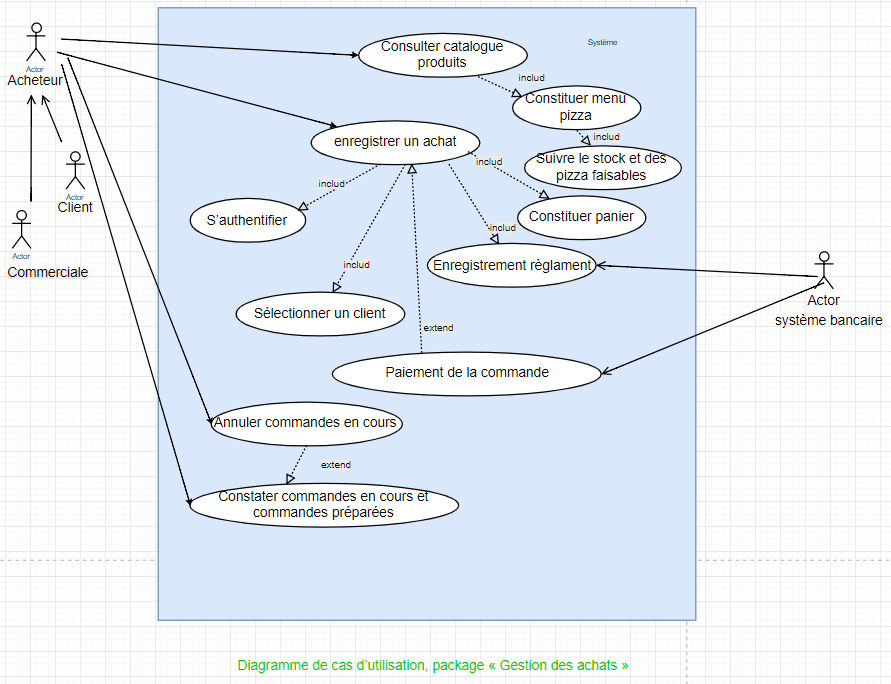 Système
Actor
Acheteur
Consulter catalogue
produits
includ
Constituer menu
pizza
includ
enregistrer un achat
includ
Suivre le stock et des
pizza faisables
includ
Actor
Client
S'authentifier
Constituer panier
Actor
Commerciale
includ
includ
Enregistrement règlament
Actor
système bancaire
Sélectionner un client
extend
Paiement de la commande
Annuler commandes en cours
extend
Constater commandes en cours et
commandes préparées
Diagramme de cas d'utilisation, package « Gestion des achats »